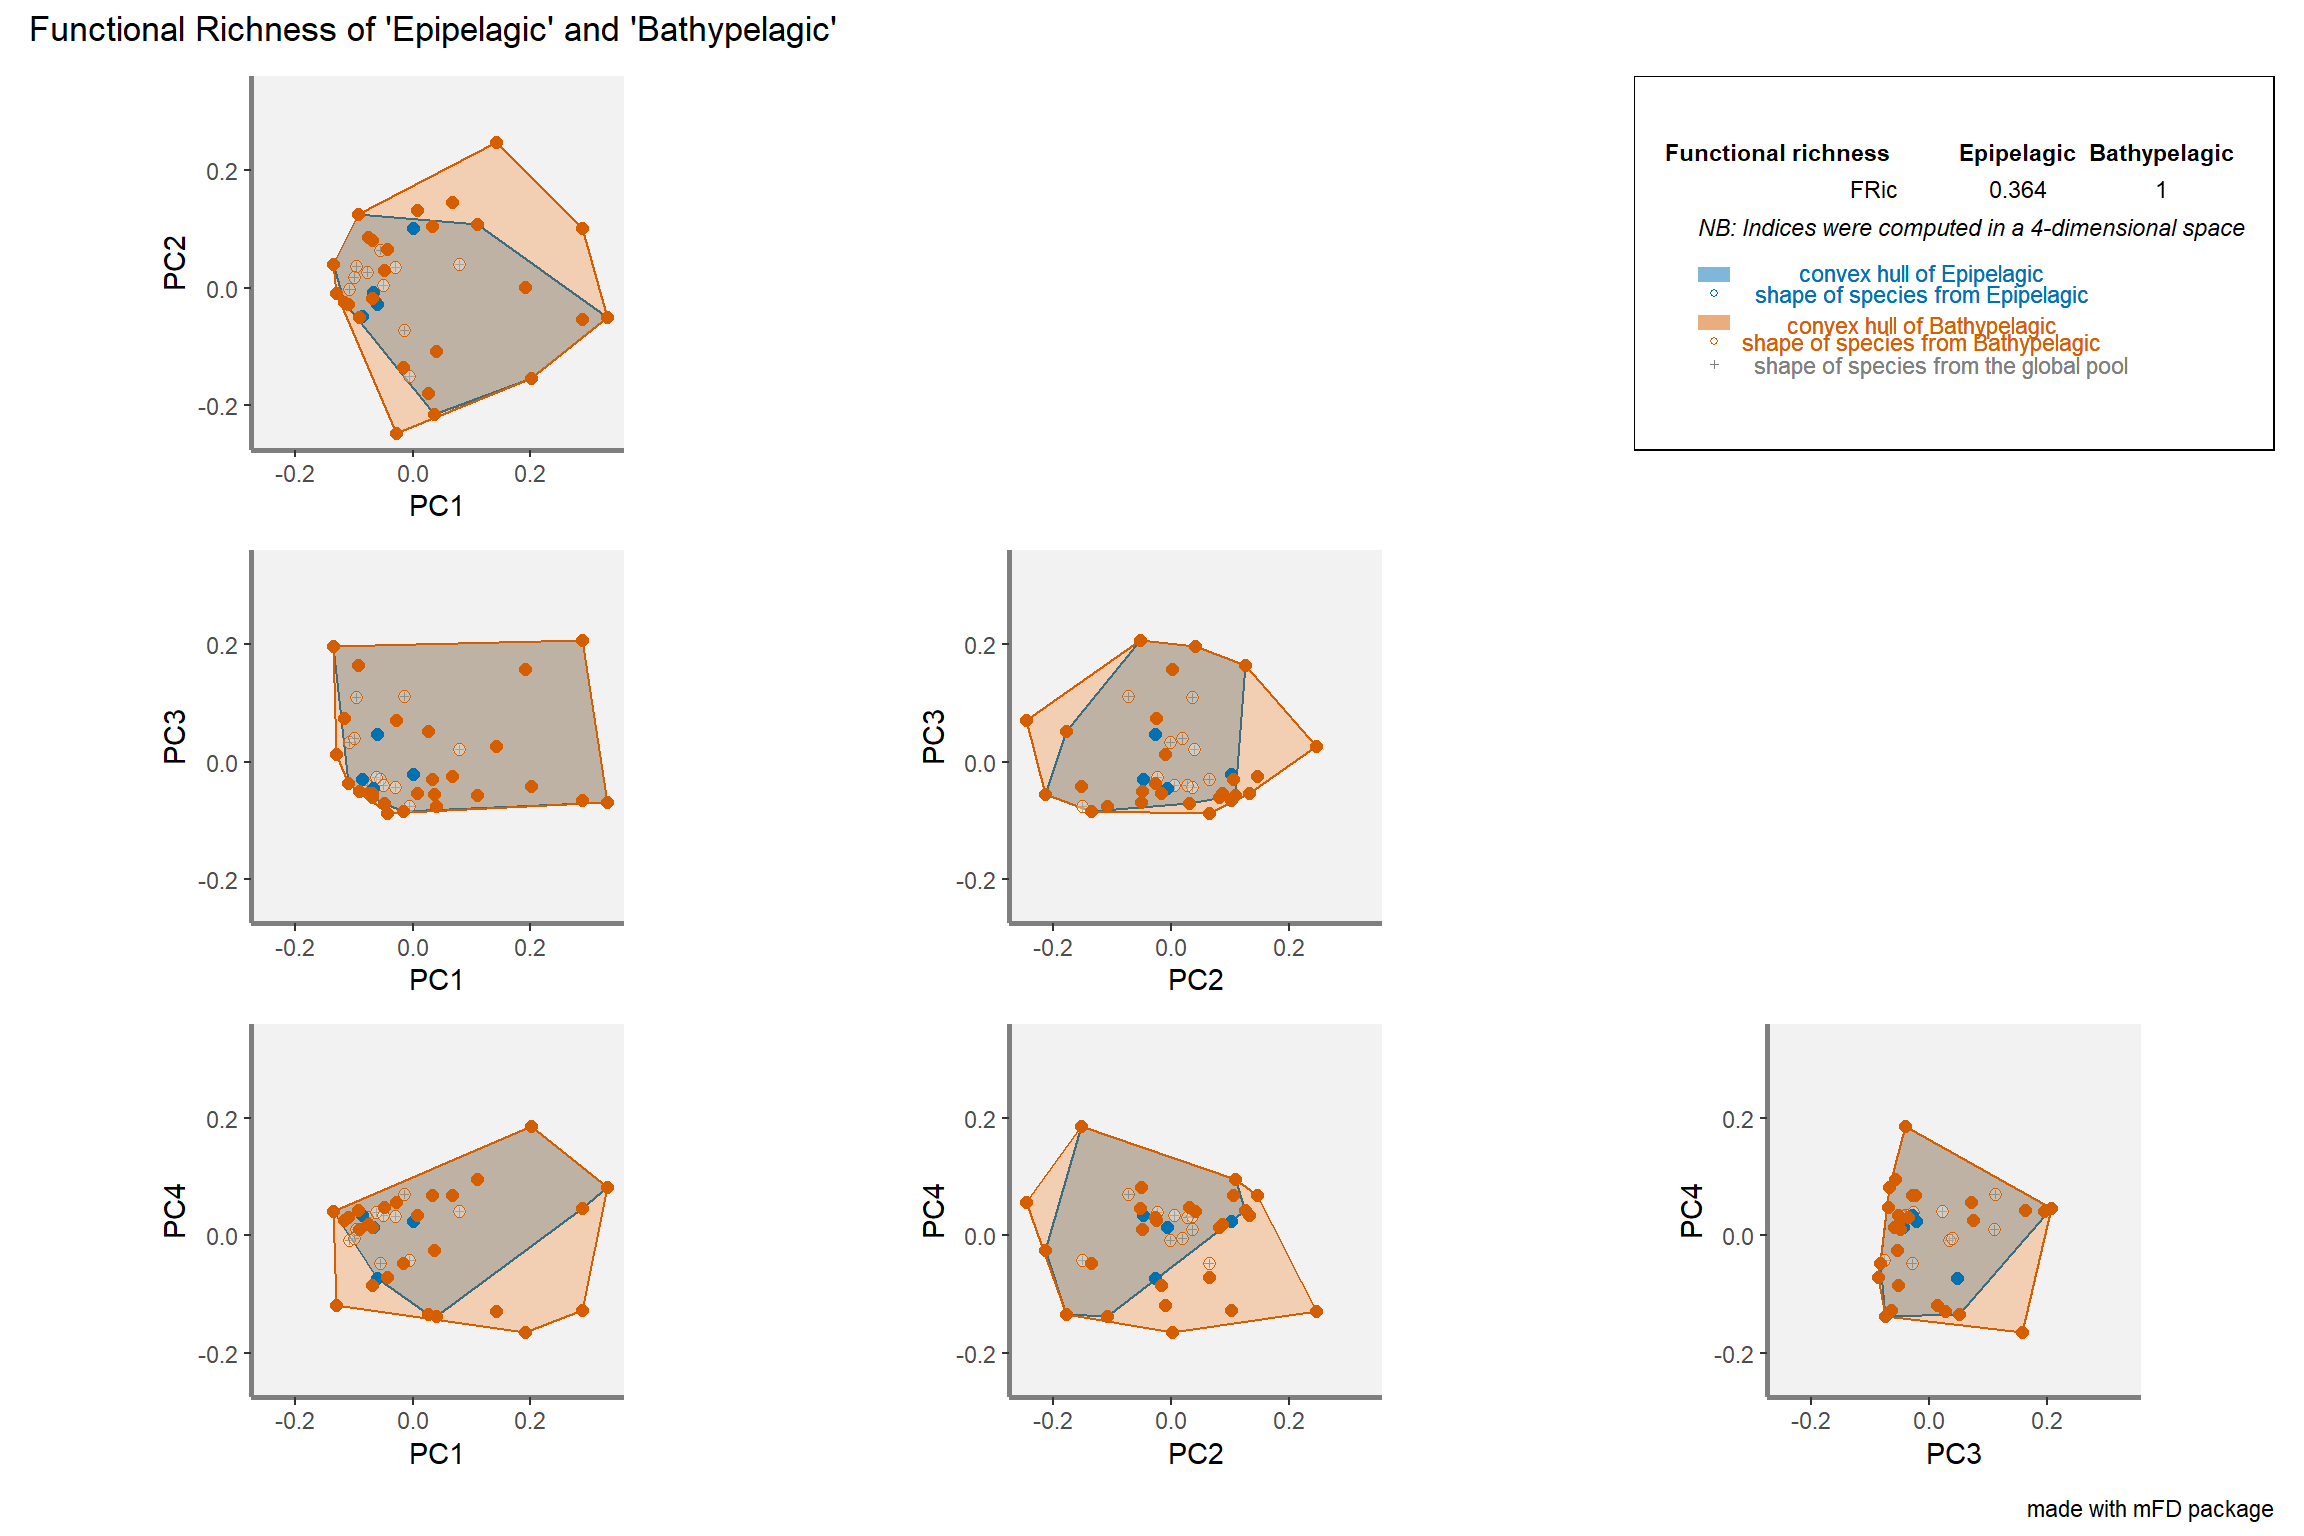 Functional Richness of 'Epipelagic' and 'Bathypelagic'
PC2
0.2
0.0
-0.2
-0.2 0.0 0.2
PC1
Functional richness Epipelagic Bathypelagic
FRic 0.364 1
NB: Indices were computed in a 4-dimensional space
convex hull of Epipelagic
shape of species from Epipelagic
convex hull of Bathypelagic
shape of species from Bathypelagic
shape of species from the global pool
PC3
0.2
0.0
-0.2
-0.2 0.0 0.2
PC1
PC3
0.2
0.0
-0.2
-0.2 0.0 0.2
PC2
PC4
0.2
0.0
-0.2
-0.2 0.0 0.2
PC1
PC4
0.2
0.0
-0.2
-0.2 0.0 0.2
PC2
PC4
0.2
0.0
-0.2
-0.2 0.0 0.2
PC3
made with mFD package